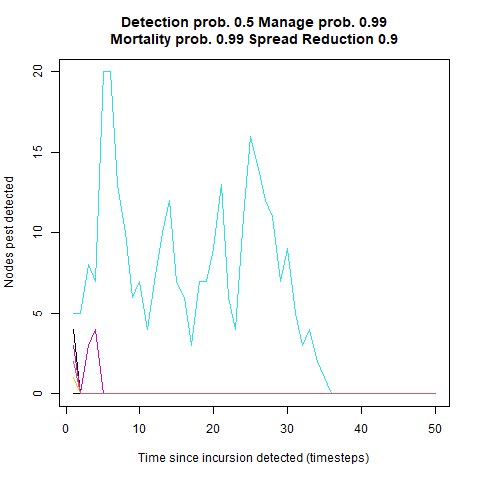 Detection prob. 0.5 Manage prob. 0.99
Mortality prob. 0.99 Spread Reduction 0.9
20
15
10
5
0
Nodes pest detected
0 10 20 30 40 50
Time since incursion detected (timesteps)